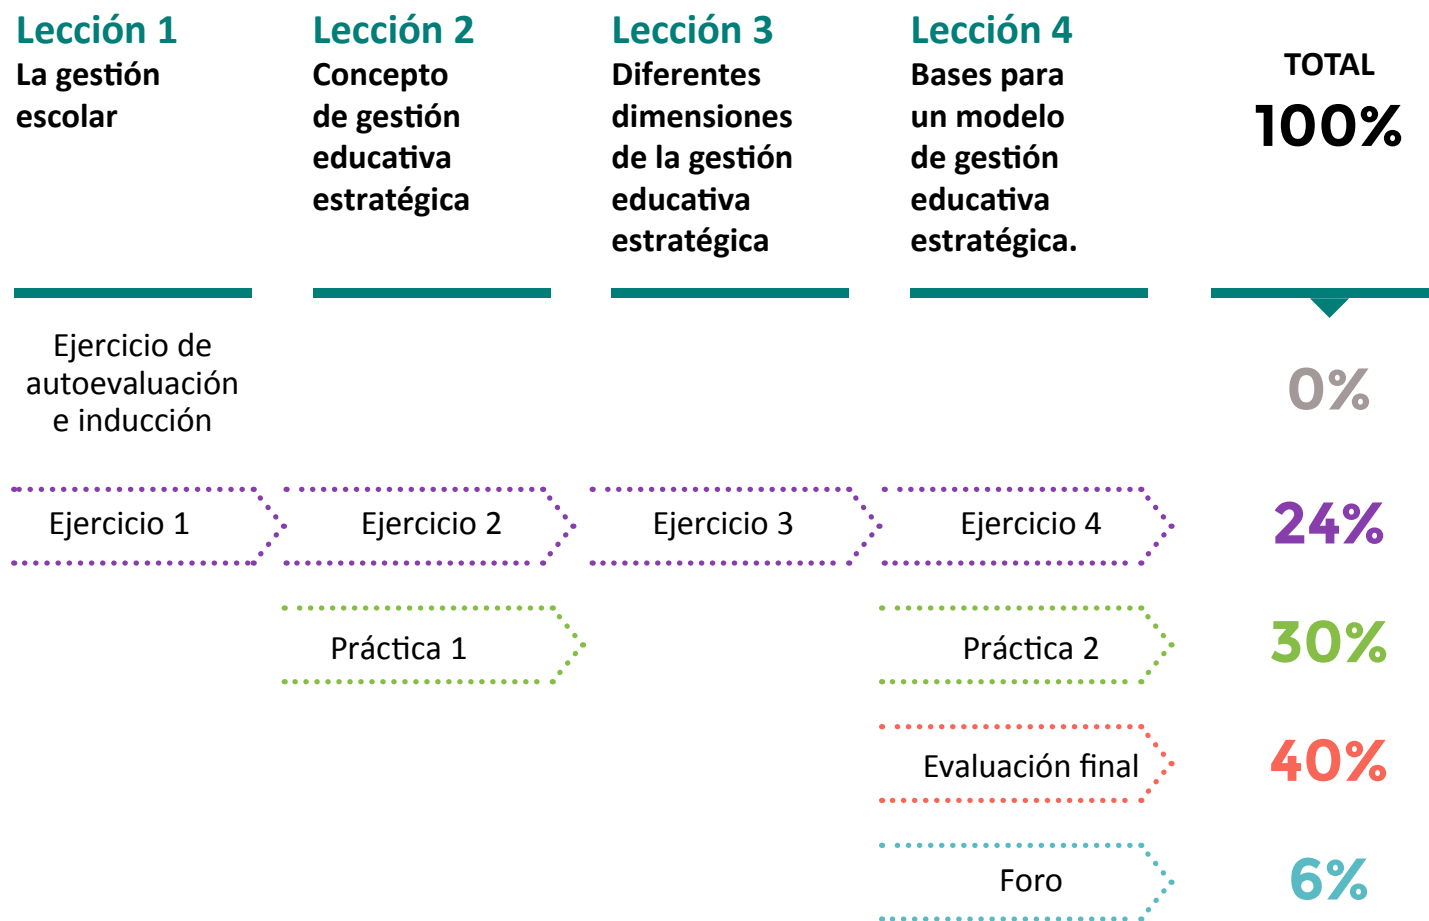 Lección 1
La gestión
escolar
Lección 2
Concepto
de gestión
educativa
estratégica
Lección 3
Diferentes
dimensiones
de la gestión
educativa
estratégica
Lección 4
Bases para
un modelo
de gestión
educativa
estratégica.
TOTAL
100%
Ejercicio de
autoevaluación
e inducción
0%
Ejercicio 1
Ejercicio 2
Ejercicio 3
Ejercicio 4
24%
Práctica 1
Práctica 2
30%
Evaluación final
40%
Foro
6%